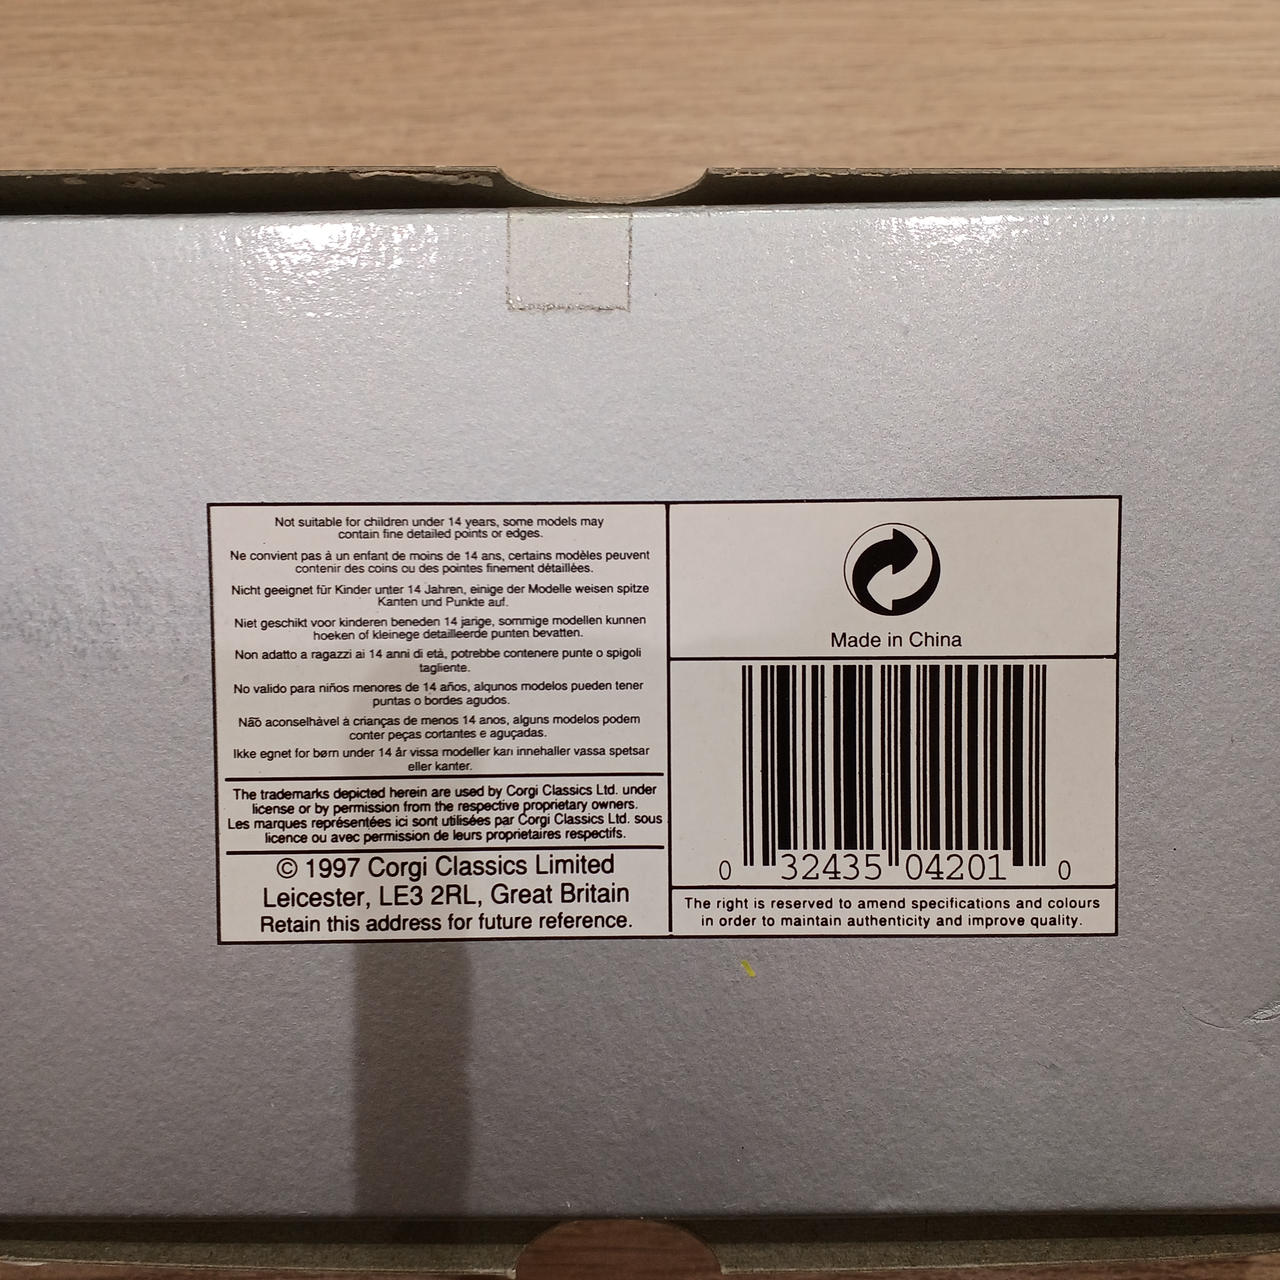 Not suitable for children under 14 years, some models may
contain fine detailed points or edges.
Ne convient pas à un enfant de moins de 14 ans, certains modèles peuvent
contenir des coins ou des pointes finement détaillées.
Nicht geeignet für Kinder unter 14 Jahren, einige der Modelle weisen spitze
Kanten und Punkte auf.
Niet geschikt voor kinderen beneden 14 jarige, sommige modellen kunnen
hoeken of kleinege detailleerde punten bevatten.
Non adatto a ragazzi ai 14 anni di età, potrebbe contenere punte o spigoli
tagliente.
No valido para niños menores de 14 años, alqunos modelos pueden tener
puntas o bordes agudos.
Não aconselhàvel à crianças de menos 14 anos, alguns modelos podem
conter peças cortantes e aguçadas.
Ikke egnet for børn under 14 år vissa modeller kan innehaller vassa spetsar
eller kanter.
The trademarks depicted herein are used by Corgi Classics Ltd. under
license or by permission from the respective proprietary owners.
Les marques représentées ici sont utilisées par Corgi Classics Ltd. sous
licence ou avec permission de leurs proprietaires respectifs.
© 1997 Corgi Classics Limited
Leicester, LE3 2RL, Great Britain
Retain this address for future reference.
Made in China
0 32435 04201 0
The right is reserved to amend specifications and colours
in order to maintain authenticity and improve quality.